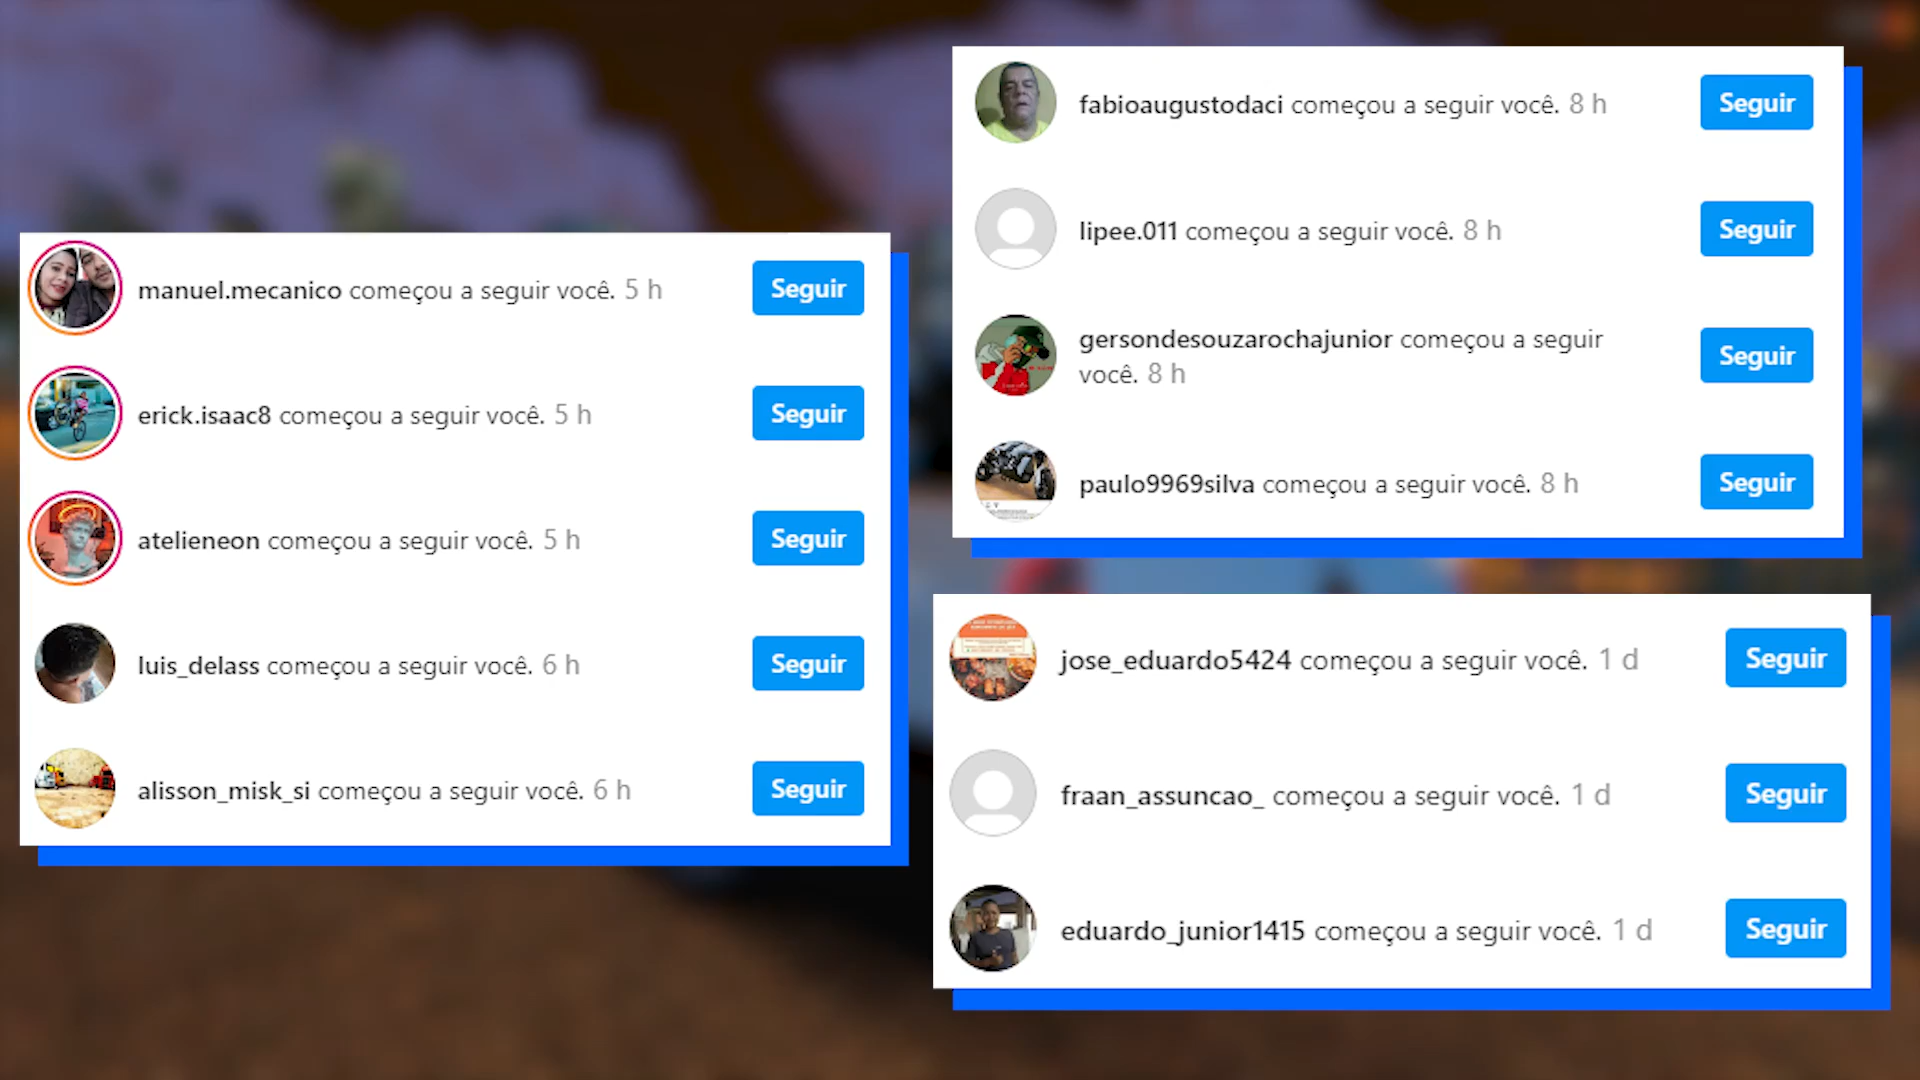 manuel.mecanico começou a seguir você. 5 h
Seguir
erick.isaac8 começou a seguir você. 5 h
Seguir
atelieneon começou a seguir você. 5 h
Seguir
luis_delass começou a seguir você. 6 h
Seguir
alisson_misk_si começou a seguir você. 6 h
Seguir
fabioaugustodaci começou a seguir você. 8 h
Seguir
lipee.011 começou a seguir você. 8 h
Seguir
gersondesouzarochajunior começou a seguir
você. 8 h
Seguir
paulo9969silva começou a seguir você. 8 h
Seguir
jose_eduardo5424 começou a seguir você. 1 d
Seguir
fraan_assuncao_ começou a seguir você. 1 d
Seguir
eduardo_junior1415 começou a seguir você. 1 d
Seguir